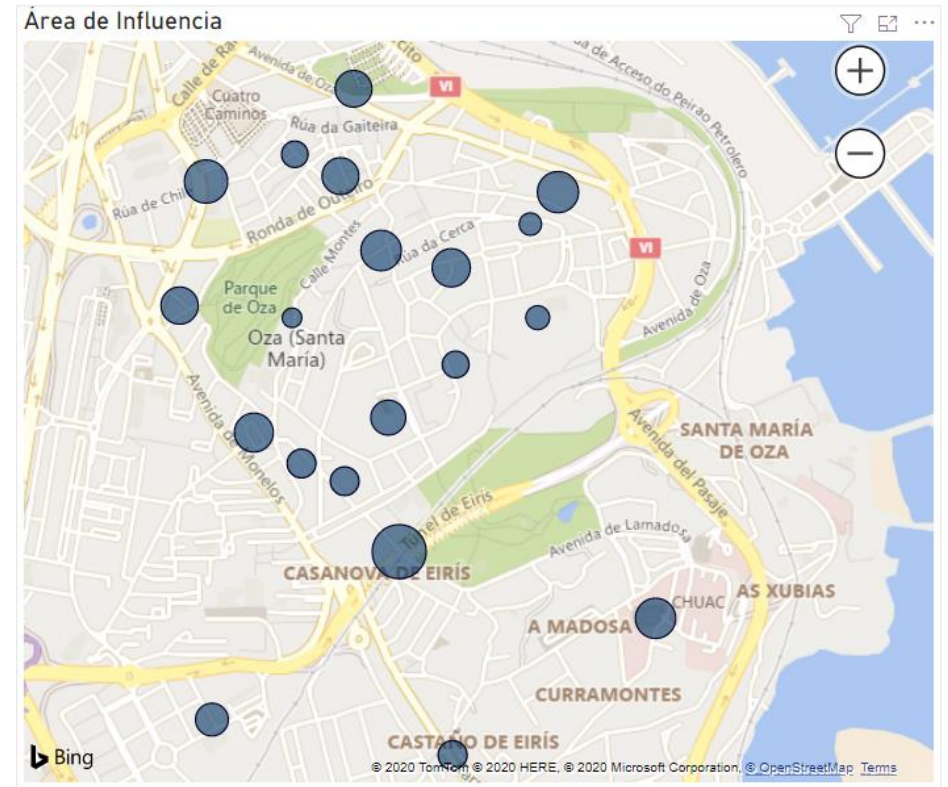 Área de Influencia
Calle de Ra
Avenida de Oza
cito
da de Acceso do Peirao Petrolero
VI
Cuatro
Caminos
Rúa da Gaiteira
Rúa de Chil
Ronda de Outeiro
Calle Montes
Rúa da Cerca
VI
Parque
de Oza
Avenida de Oza
Oza (Santa
María)
Avenida de Monelos
SANTA MARÍA
DE OZA
Avenida del Pasaje
Túnel de Eirís
Avenida de Lamadosa
CASANOVA DE EIRÍS
CHUAC
AS XUBIAS
A MADOSA
CURRAMONTES
CASTAÑO DE EIRÍS
Bing
© 2020 TomTom © 2020 HERE, © 2020 Microsoft Corporation, © OpenStreetMap Terms